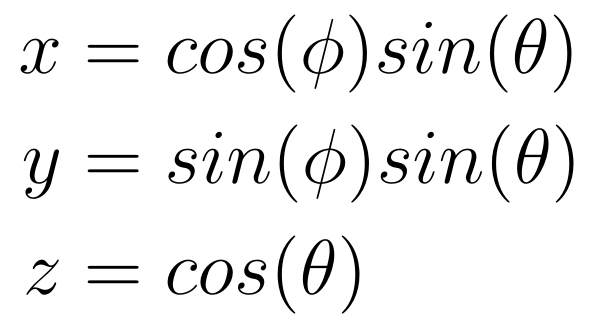 x = cos(ϕ)sin(θ)
y = sin(ϕ)sin(θ)
z = cos(θ)